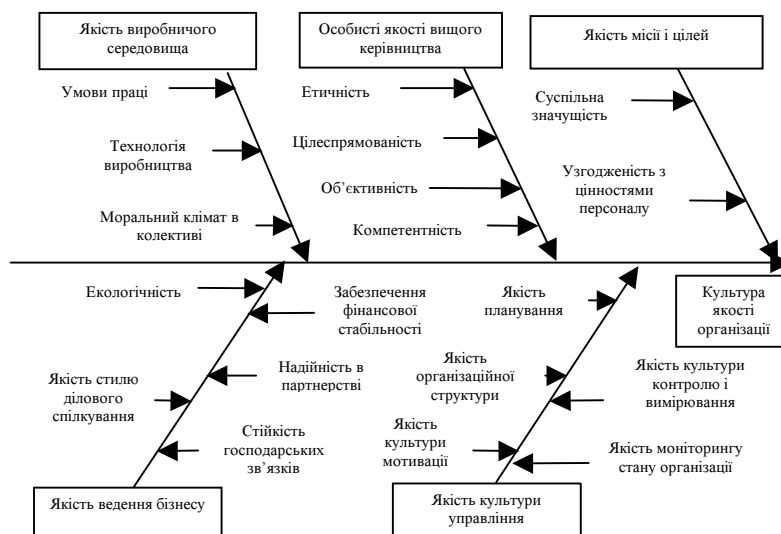 Якість виробничого
середовища
Особисті якості вищого
керівництва
Якість місії і цілей
Умови праці
Технологія
виробництва
Моральний клімат в
колективі
Етичність
Цілеспрямованість
Об’єктивність
Компетентність
Суспільна
значущість
Узгодженість з
цінностями
персоналу
Екологічність
Забезпечення
фінансової
стабільності
Якість стилю
ділового
спілкування
Надійність в
партнерстві
Стійкість
господарських
зв’язків
Якість ведення бізнесу
Якість
планування
Якість
організаційної
структури
Якість
культури
мотивації
Якість культури
контролю і
вимірювання
Якість моніторингу
стану організації
Якість культури
управління
Культура
якості
організації